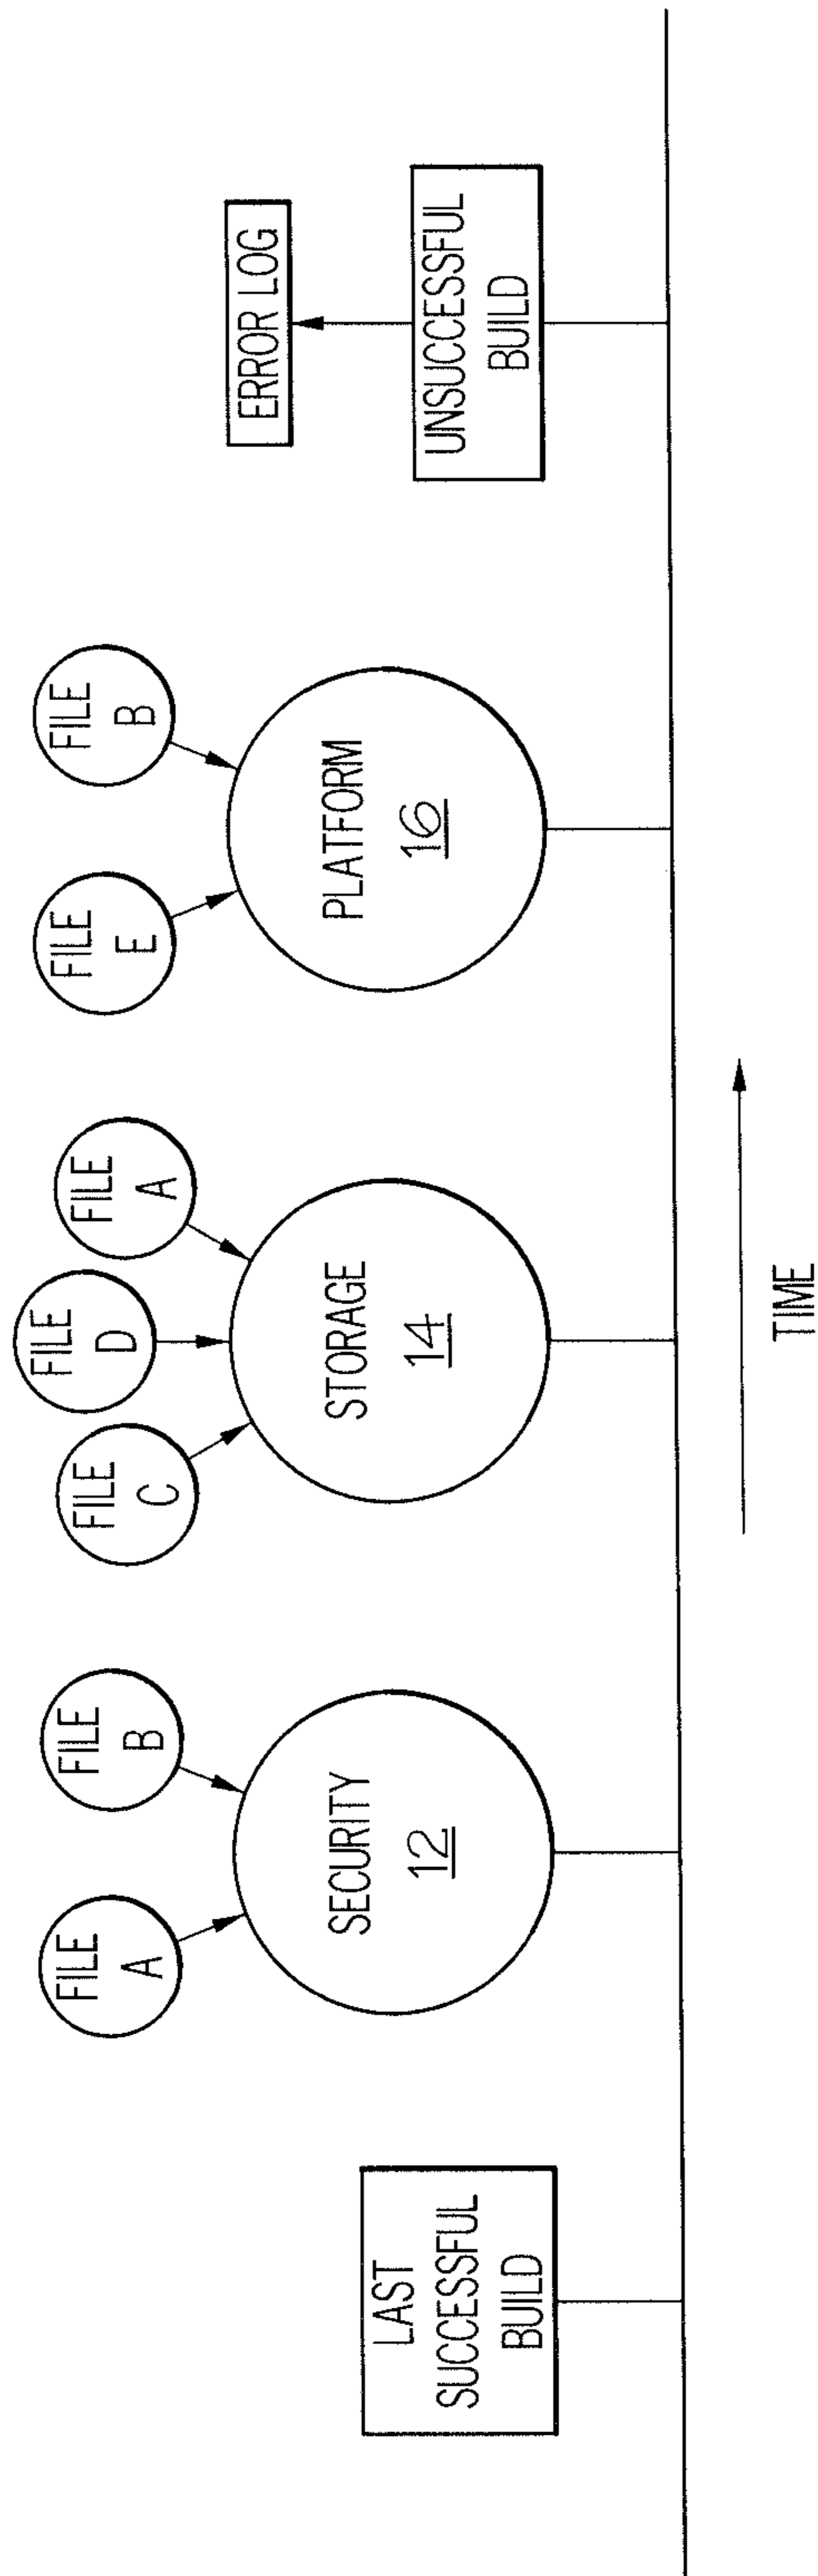 LAST
SUCCESSFUL
BUILD
FILE
A
FILE
B
SECURITY
12
FILE
C
FILE
D
FILE
A
STORAGE
14
FILE
E
FILE
B
PLATFORM
16
ERROR LOG
UNSUCCESSFUL
BUILD
TIME